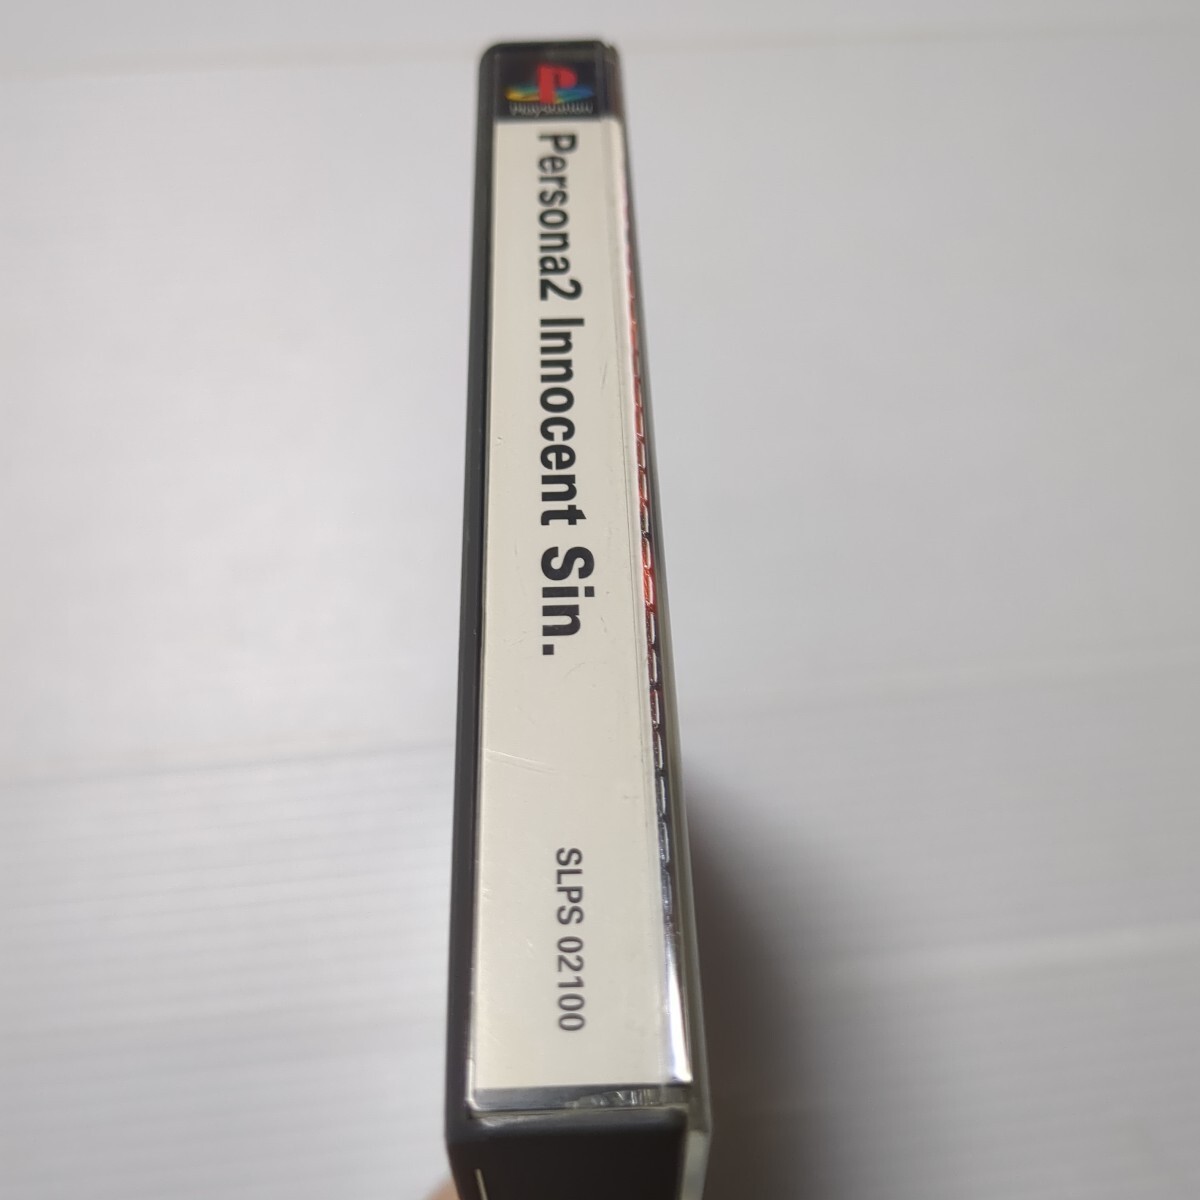 PlayStation
Persona2 Innocent Sin.
SLPS 02100